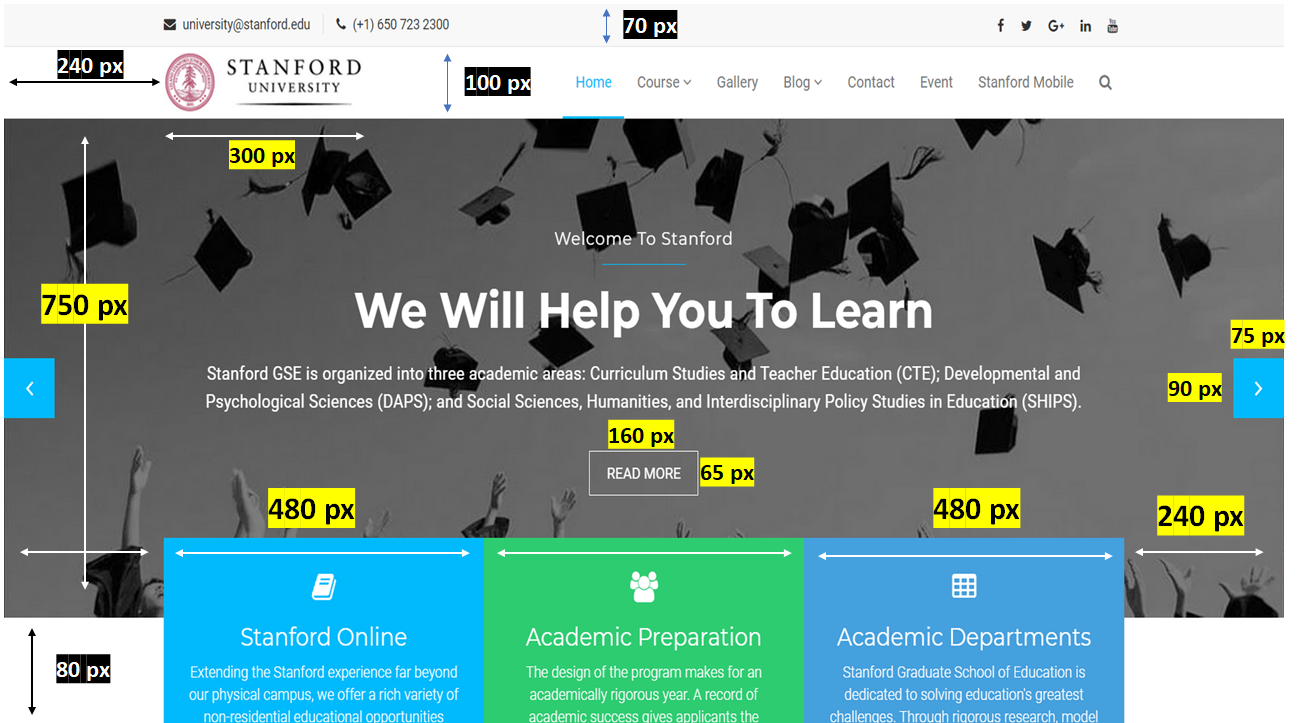 university@stanford.edu (+1) 650 723 2300 70 px
240 px
STANFORD
UNIVERSITY
100 px
Home Course Gallery Blog Contact Event Stanford Mobile
300 px
Welcome To Stanford
750 px
We Will Help You To Learn
75 px
Stanford GSE is organized into three academic areas: Curriculum Studies and Teacher Education (CTE); Developmental and
90 px
Psychological Sciences (DAPS); and Social Sciences, Humanities, and Interdisciplinary Policy Studies in Education (SHIPS).
160 px
READ MORE 65 px
480 px 480 px 240 px
Stanford Online
Extending the Stanford experience far beyond
our physical campus, we offer a rich variety of
non-residential educational opportunities
Academic Preparation
The design of the program makes for an
academically rigorous year. A record of
academic success gives applicants the
Academic Departments
Stanford Graduate School of Education is
dedicated to solving education's greatest
challenges. Through rigorous research, model
80 px